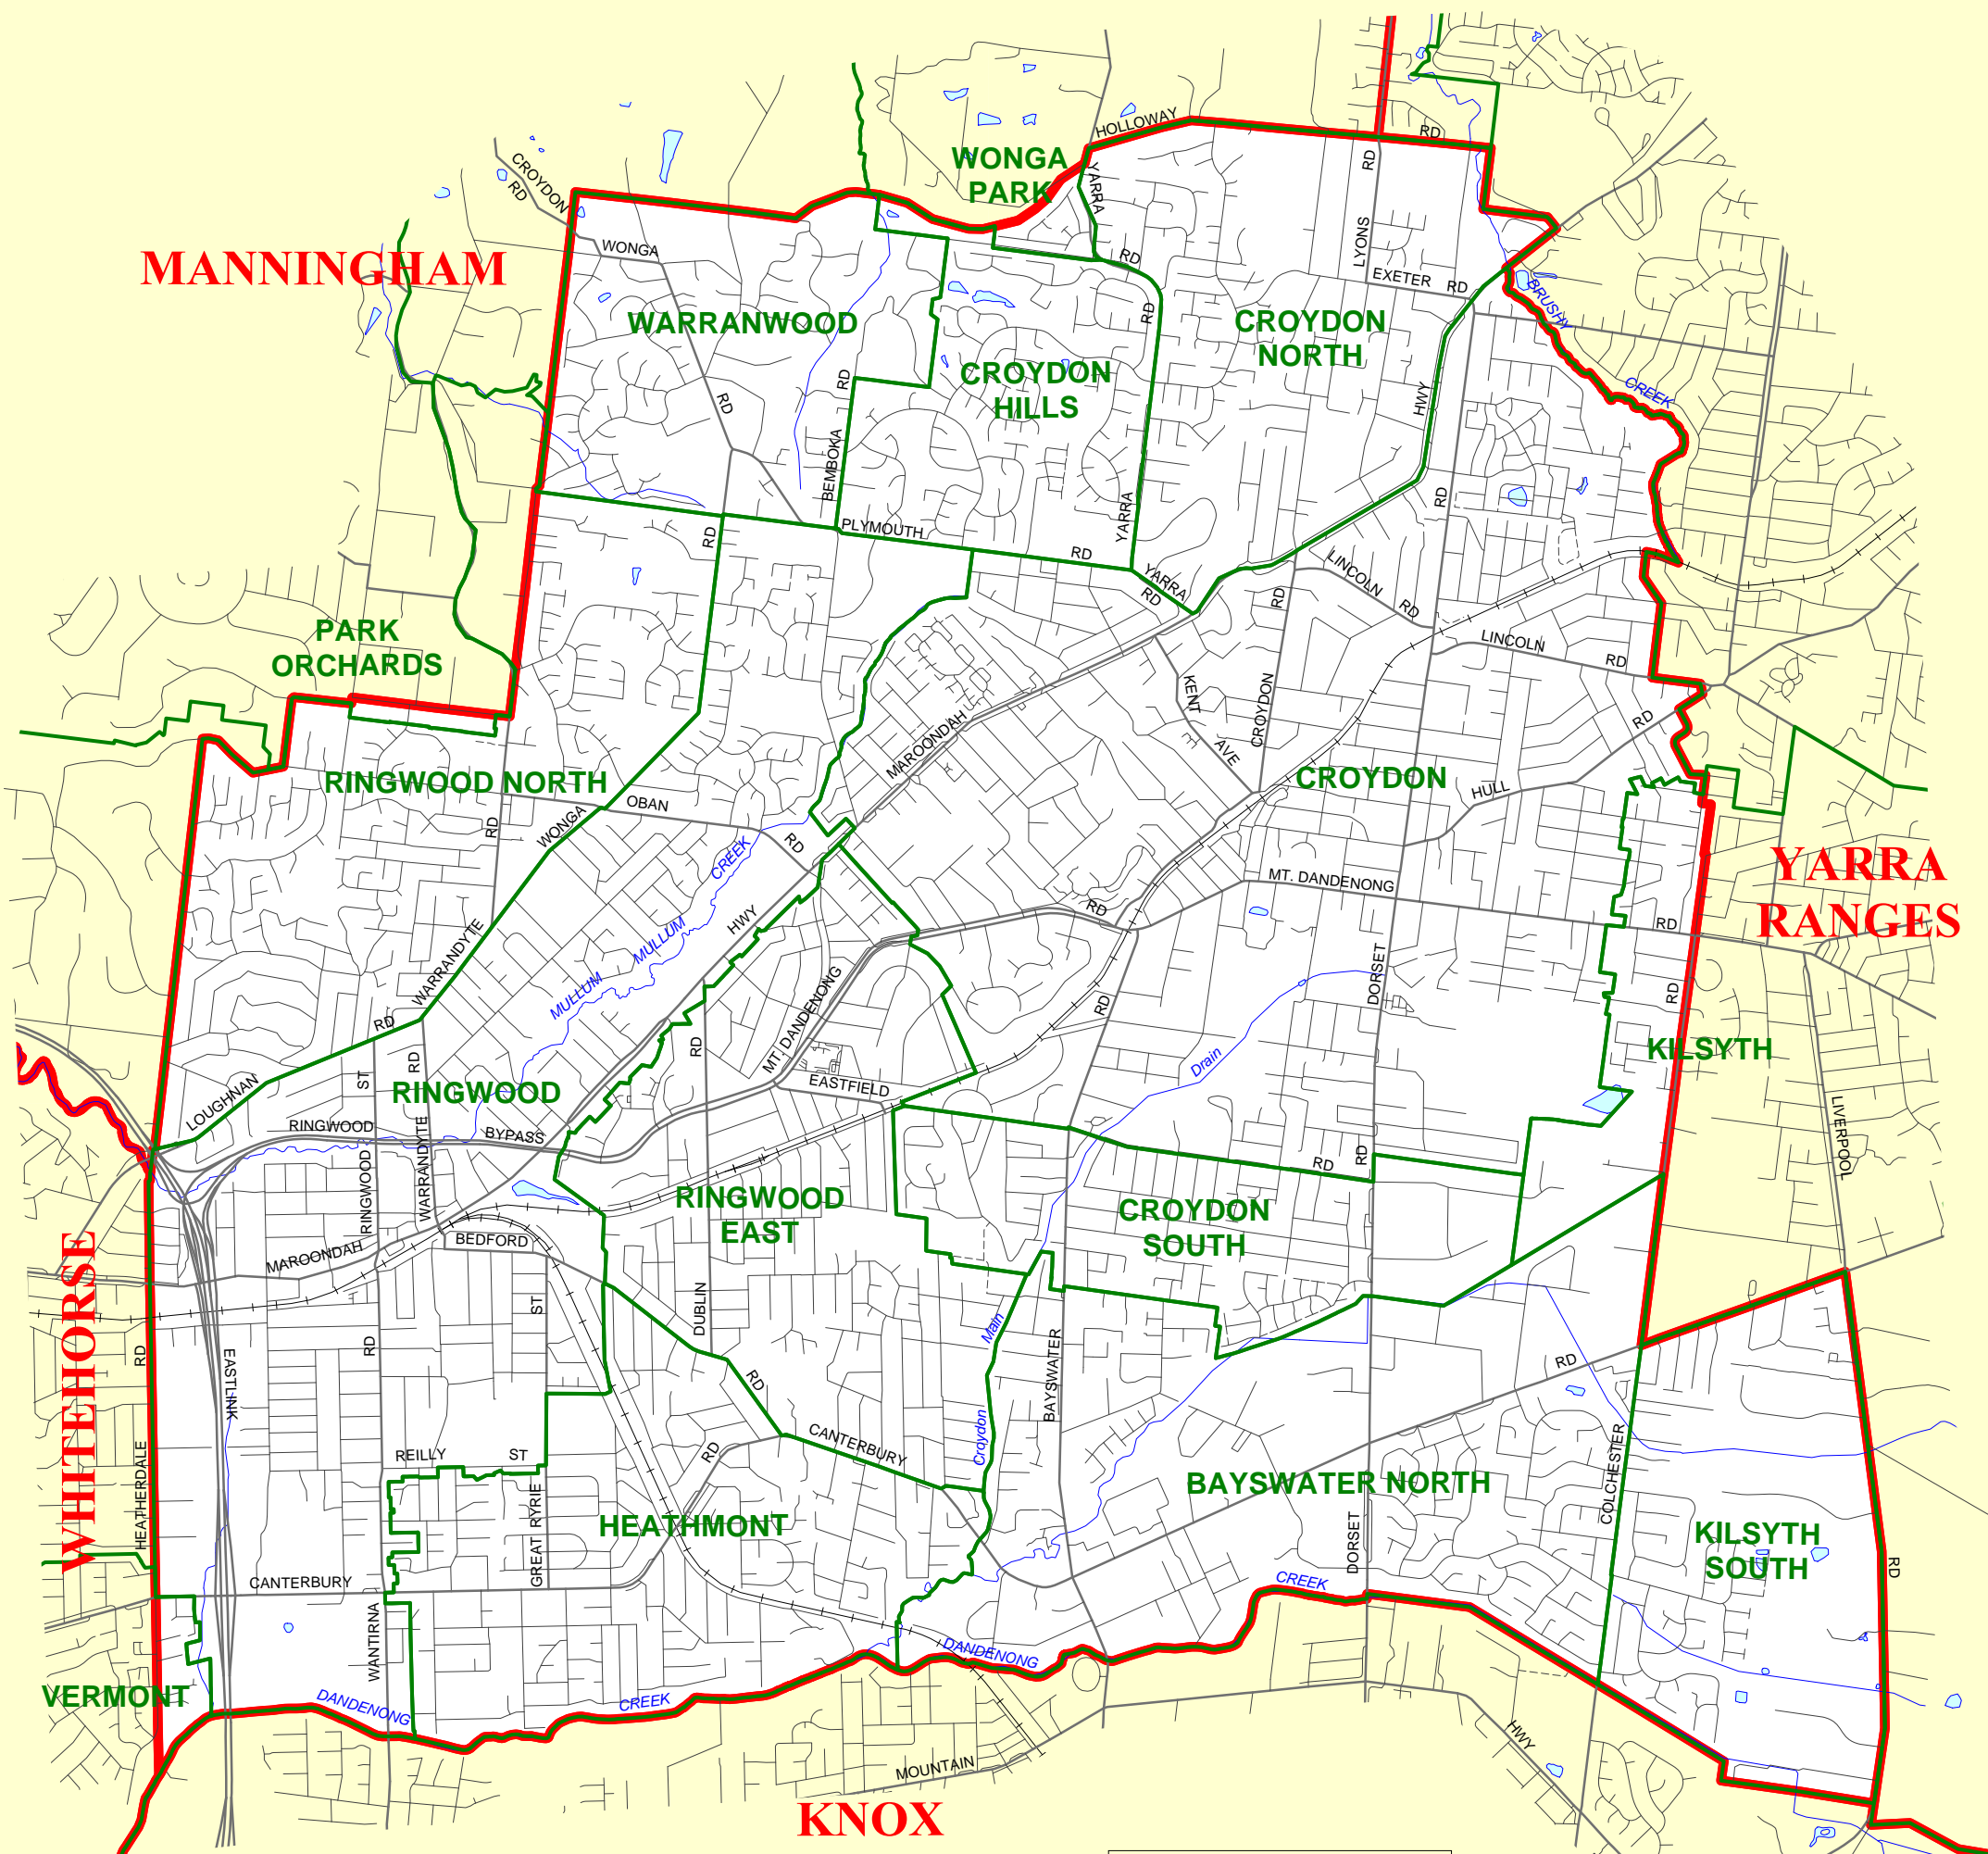 HOLLOWAY
RD
CROYDON
RD
WONGA
PARK
YARRA
RD
LYONS
MANNINGHAM
WONGA
RD
EXETER RD
BRUSHY
CREEK
WARRANWOOD
CROYDON
NORTH
RD
CROYDON
HILLS
RD
RD
HWY
BEMBOKA
YARRA
RD
PLYMOUTH
RD
RD
YARRA
RD
LINCOLN
RD
RD
PARK
ORCHARDS
LINCOLN
RD
KENT
AVE
CROYDON
MAROONDAH
RD
RINGWOOD NORTH
CROYDON
HULL
OBAN
RD
WONGA
RD
CREEK
MT. DANDENONG
RD
RD
YARRA
RANGES
HWY
MULLUM
MULLUM
WARRANDYTE
RD
MT. DANDENONG
RD
DORSET
RD
RD
RD
RD
Drain
KILSYTH
LOUGHNAN
ST
RINGWOOD
EASTFIELD
RD
RD
LIVERPOOL
RINGWOOD
BYPASS
RINGWOOD
WARRANDYTE
RINGWOOD
EAST
CROYDON
SOUTH
BEDFORD
MAROONDAH
WHITEHORSE
ST
DUBLIN
Main
RD
RD
EASTLINK
RD
BAYSWATER
RD
CANTERBURY
Croydon
HEATHERDALE
REILLY ST
RD
BAYSWATER NORTH
COLCHESTER
GREAT RYRIE
HEATHMONT
KILSYTH
SOUTH
DORSET
RD
CANTERBURY
CREEK
WANTIRNA
DANDENONG
VERMONT
DANDENONG
CREEK
HWY
MOUNTAIN
KNOX